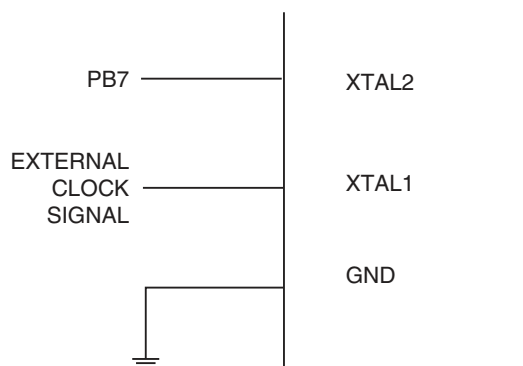 PB7
XTAL2
EXTERNAL
CLOCK
SIGNAL
XTAL1
GND